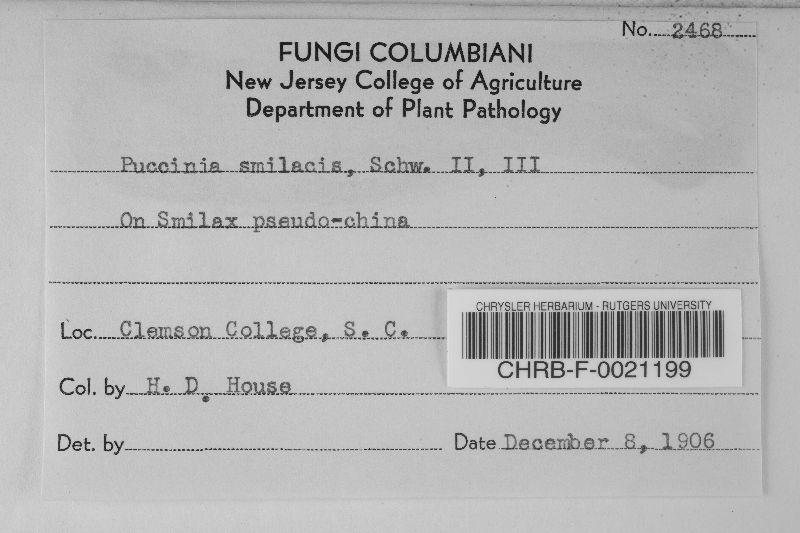 No. 2468
FUNGI COLUMBIANI
New Jersey College of Agriculture
Department of Plant Pathology
Puccinia smilacis, Schw. II, III
On Smilax pseudo-china
Loc. Clemson College, S. C.
CHRYSLER HERBARIUM - RUTGERS UNIVERSITY
CHRB-F-0021199
Col. by H. D. House
Det. by
Date December 8, 1906